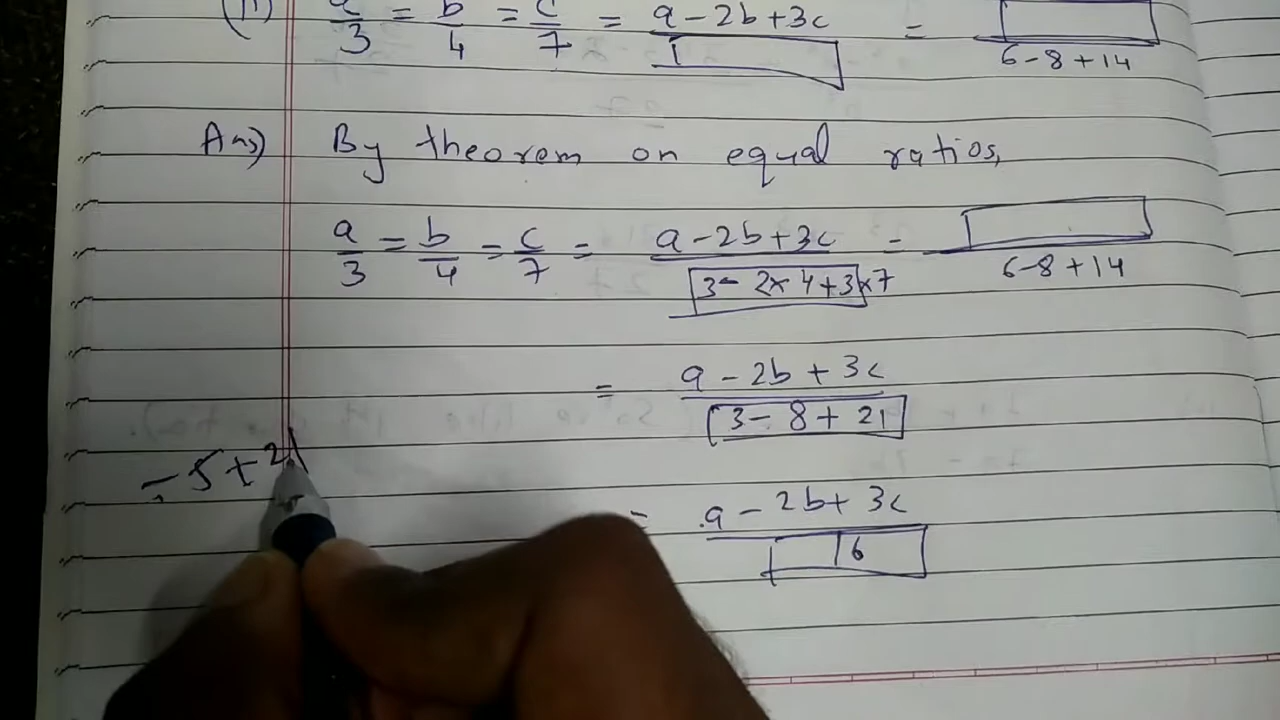 (ii) a/3 = b/4 = c/7 = a-2b+3c/[ ] = [ ]/6-8+14
Ans) By theorem on equal ratios,
a/3 = b/4 = c/7 = a-2b+3c/3-2×4+3×7 = [ ]/6-8+14
= a-2b+3c/3-8+21
-5+21
= a-2b+3c/16